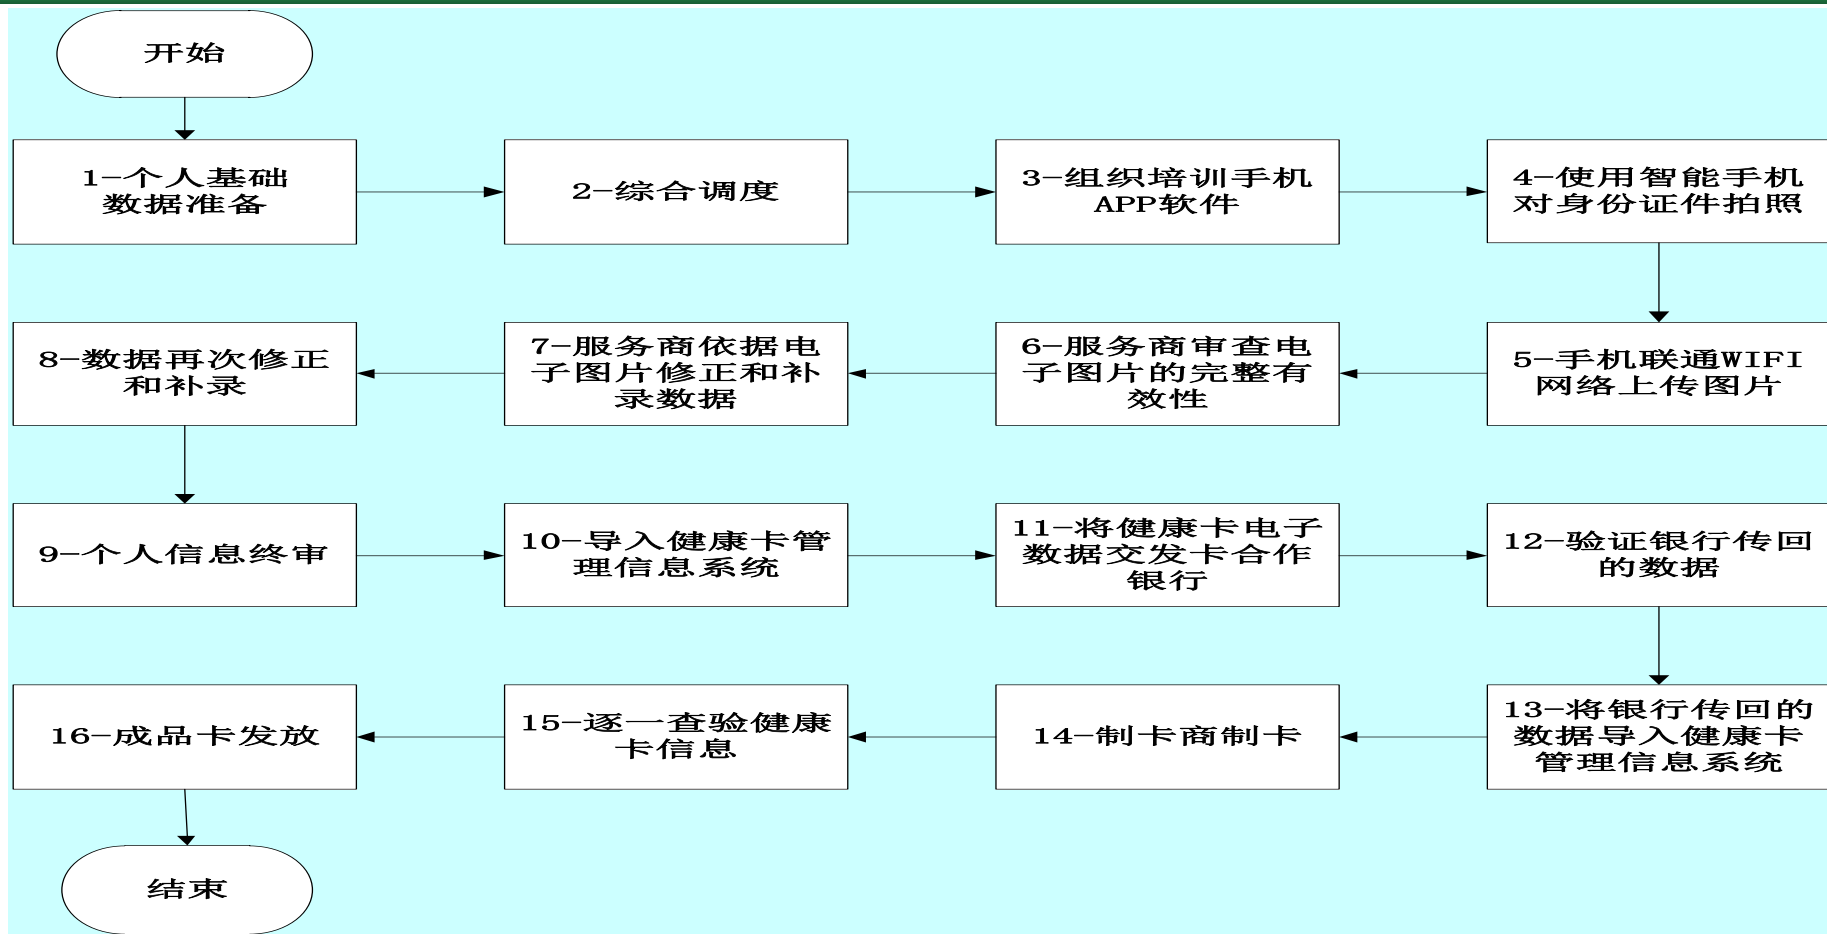 开始
1-个人基础
数据准备
2-综合调度
3-组织培训手机
APP软件
4-使用智能手机
对身份证件拍照
5-手机联通WIFI
网络上传图片
6-服务商审查电
子图片的完整有
效性
7-服务商依据电
子图片修正和补
录数据
8-数据再次修正
和补录
9-个人信息终审
10-导入健康卡管
理信息系统
11-将健康卡电子
数据交发卡合作
银行
12-验证银行传回
的数据
13-将银行传回的
数据导入健康卡
管理信息系统
14-制卡商制卡
15-逐一查验健康
卡信息
16-成品卡发放
结束